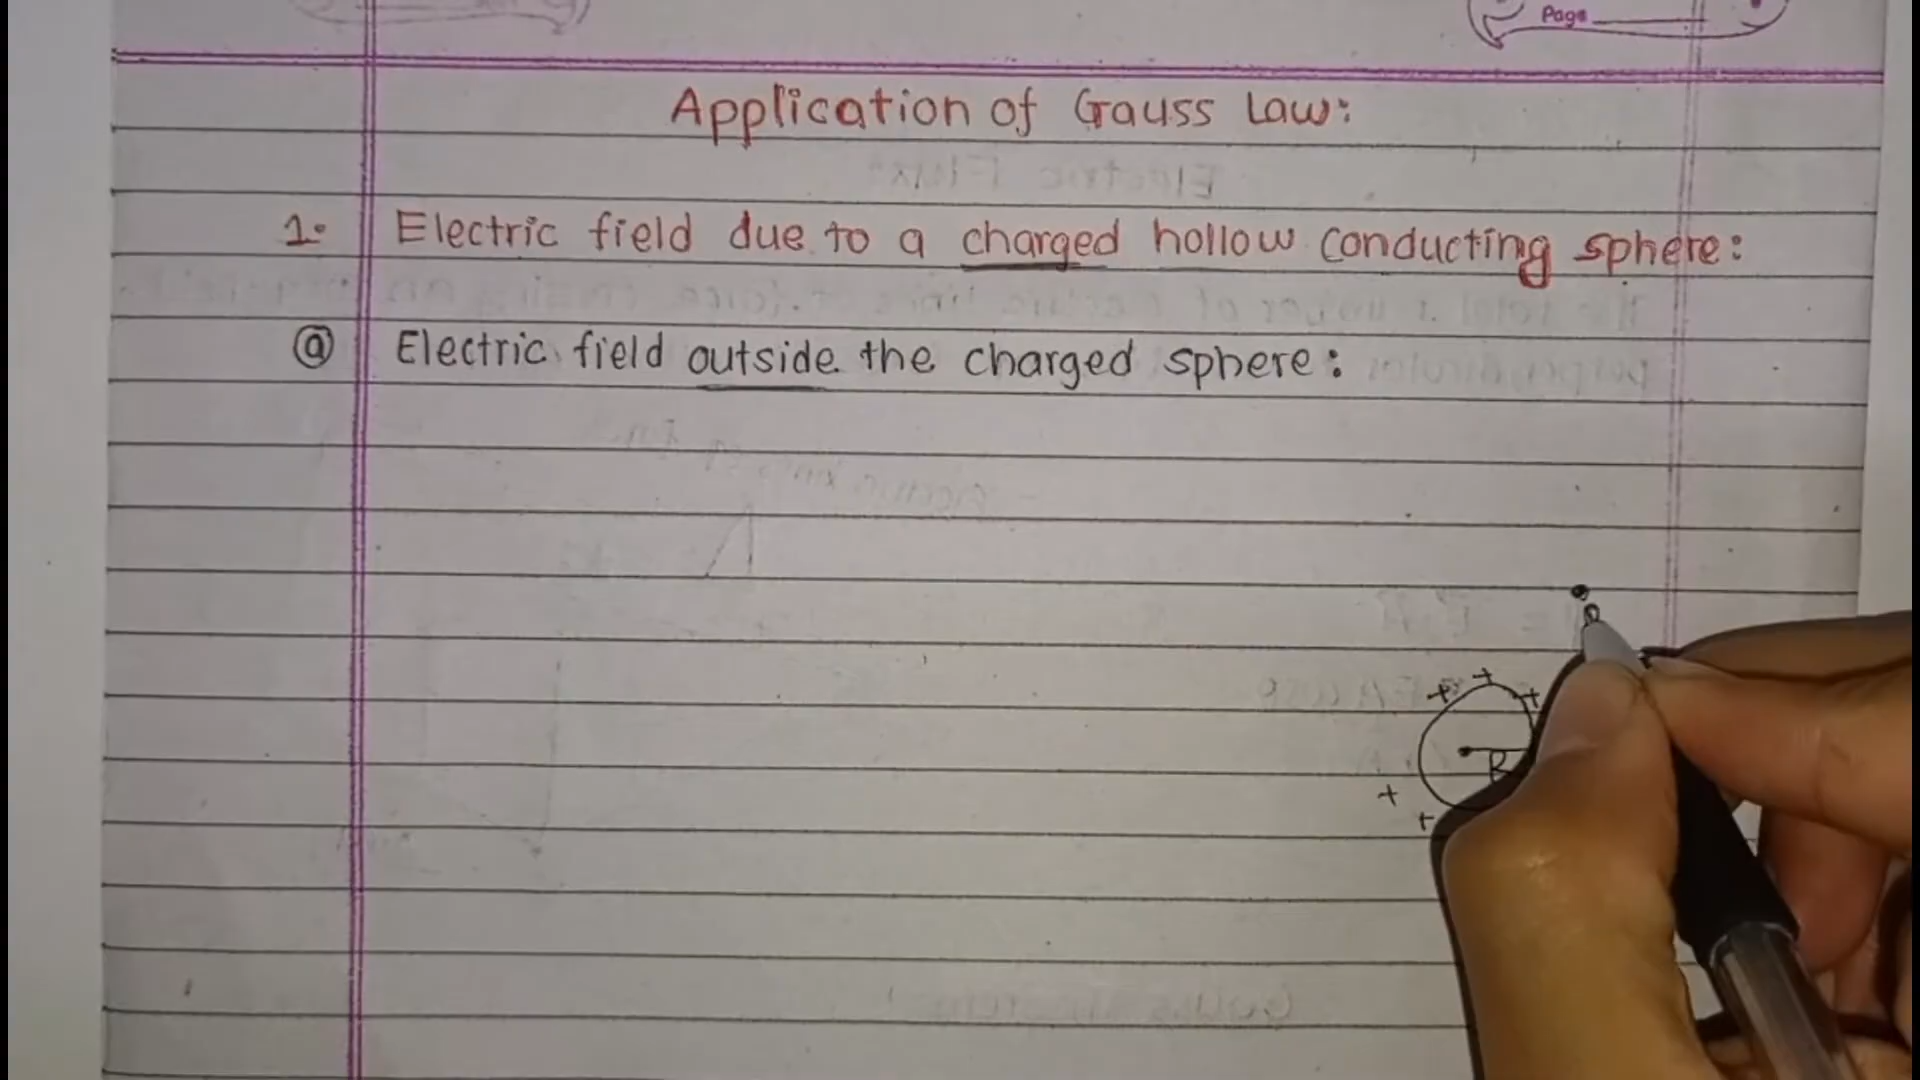 Page
Application of Gauss Law:
1. Electric field due to a charged hollow conducting sphere:
@ Electric field outside the charged sphere:
P
+ + +
R
+
+